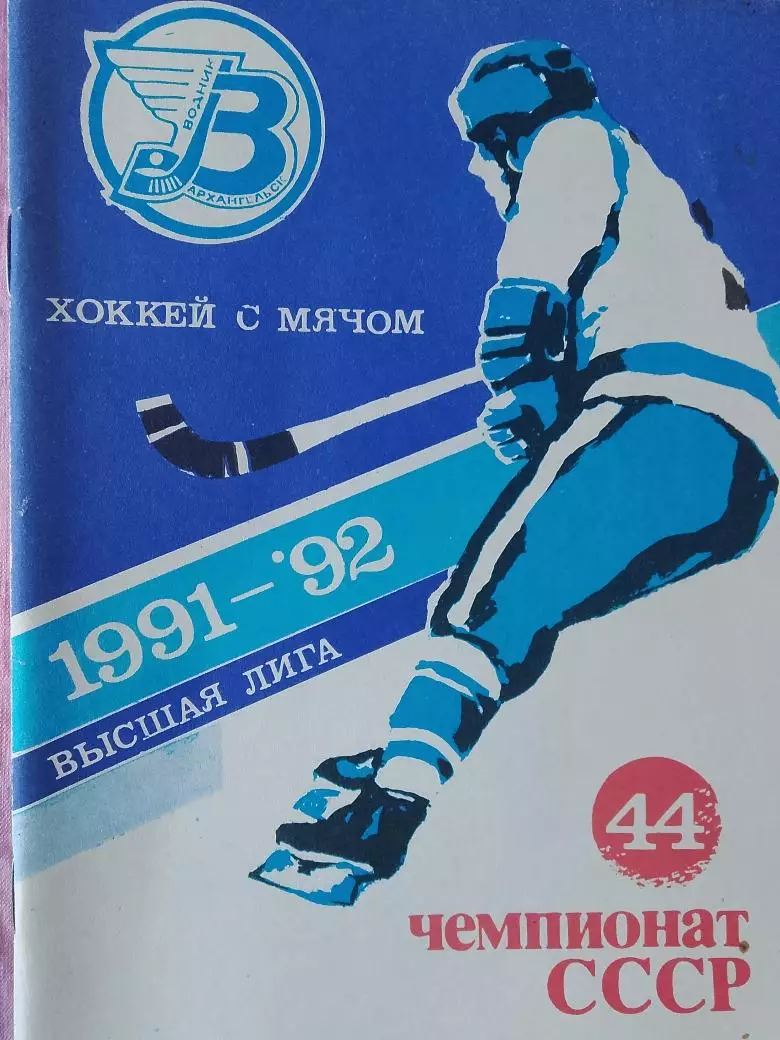 В
ВОДНИК
АРХАНГЕЛЬСК
ХОККЕЙ С МЯЧОМ
1991-'92
ВЫСШАЯ ЛИГА
44
чемпионат
СССР